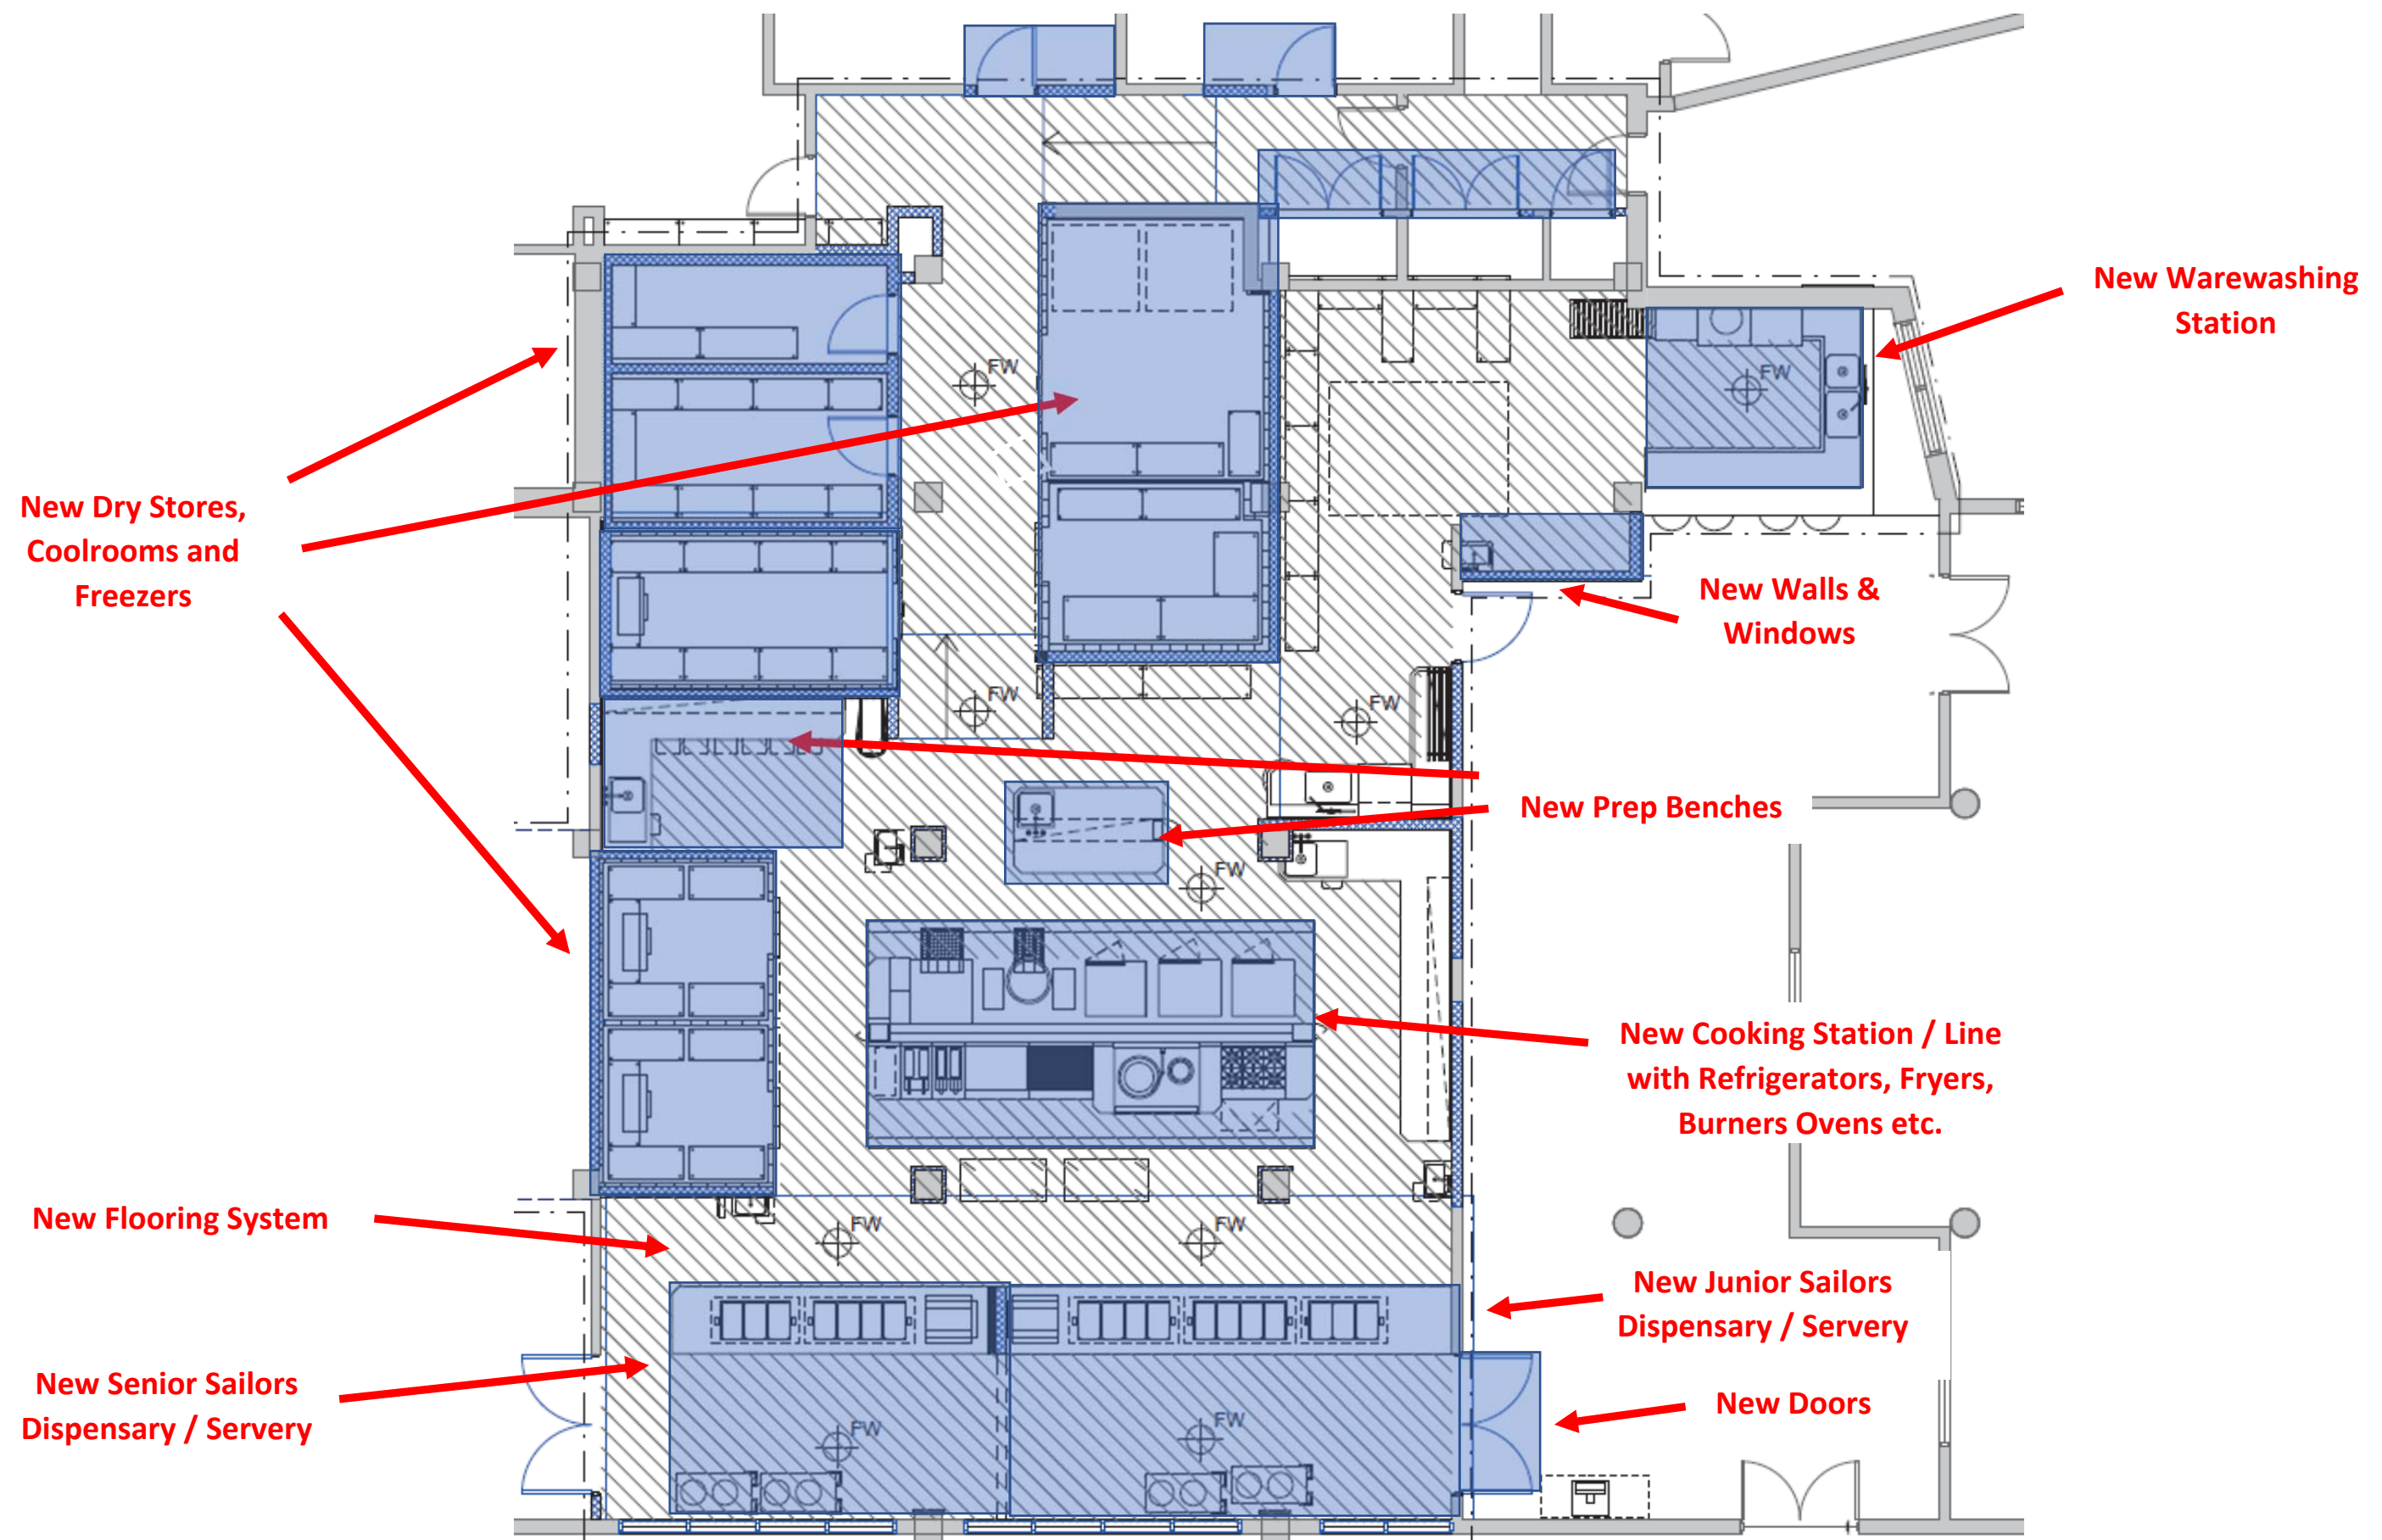 New Warewashing
Station
FW
FW
New Dry Stores,
Coolrooms and
Freezers
New Walls &
Windows
FW
FW
New Prep Benches
FW
New Cooking Station / Line
with Refrigerators, Fryers,
Burners Ovens etc.
New Flooring System
FW
FW
New Junior Sailors
Dispensary / Servery
New Senior Sailors
Dispensary / Servery
New Doors
FW
FW